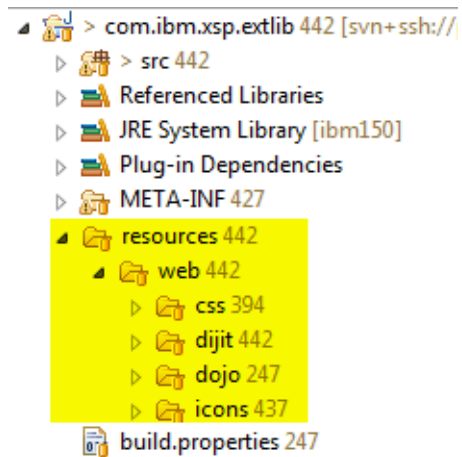 > com.ibm.xsp.extlib 442 [svn+ssh://
> src 442
Referenced Libraries
JRE System Library [ibm150]
Plug-in Dependencies
META-INF 427
resources 442
web 442
css 394
dijit 442
dojo 247
icons 437
build.properties 247